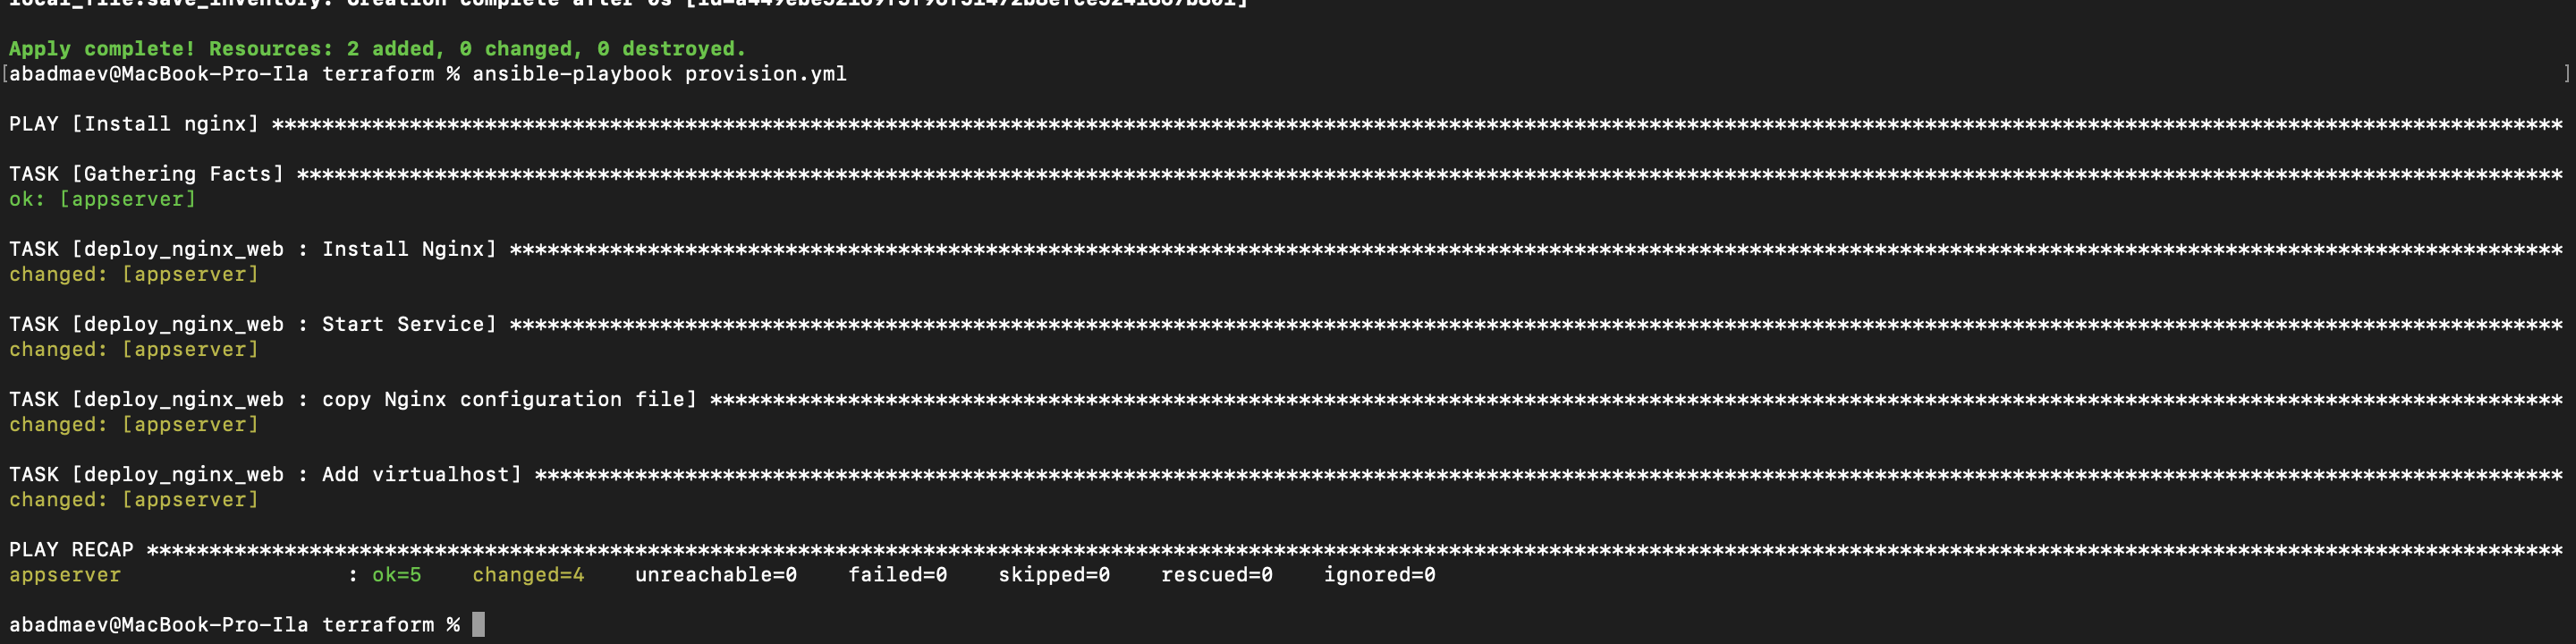 Apply complete! Resources: 2 added, 0 changed, 0 destroyed.
[abadmaev@MacBook-Pro-Ila terraform % ansible-playbook provision.yml ]
PLAY [Install nginx] ****************************************************************************************************************************************************************************************
TASK [Gathering Facts] **************************************************************************************************************************************************************************************
ok: [appserver]
TASK [deploy_nginx_web : Install Nginx] *********************************************************************************************************************************************************************
changed: [appserver]
TASK [deploy_nginx_web : Start Service] *********************************************************************************************************************************************************************
changed: [appserver]
TASK [deploy_nginx_web : copy Nginx configuration file] *****************************************************************************************************************************************************
changed: [appserver]
TASK [deploy_nginx_web : Add virtualhost] *******************************************************************************************************************************************************************
changed: [appserver]
PLAY RECAP **************************************************************************************************************************************************************************************************
appserver                  : ok=5    changed=4    unreachable=0    failed=0    skipped=0    rescued=0    ignored=0
abadmaev@MacBook-Pro-Ila terraform %